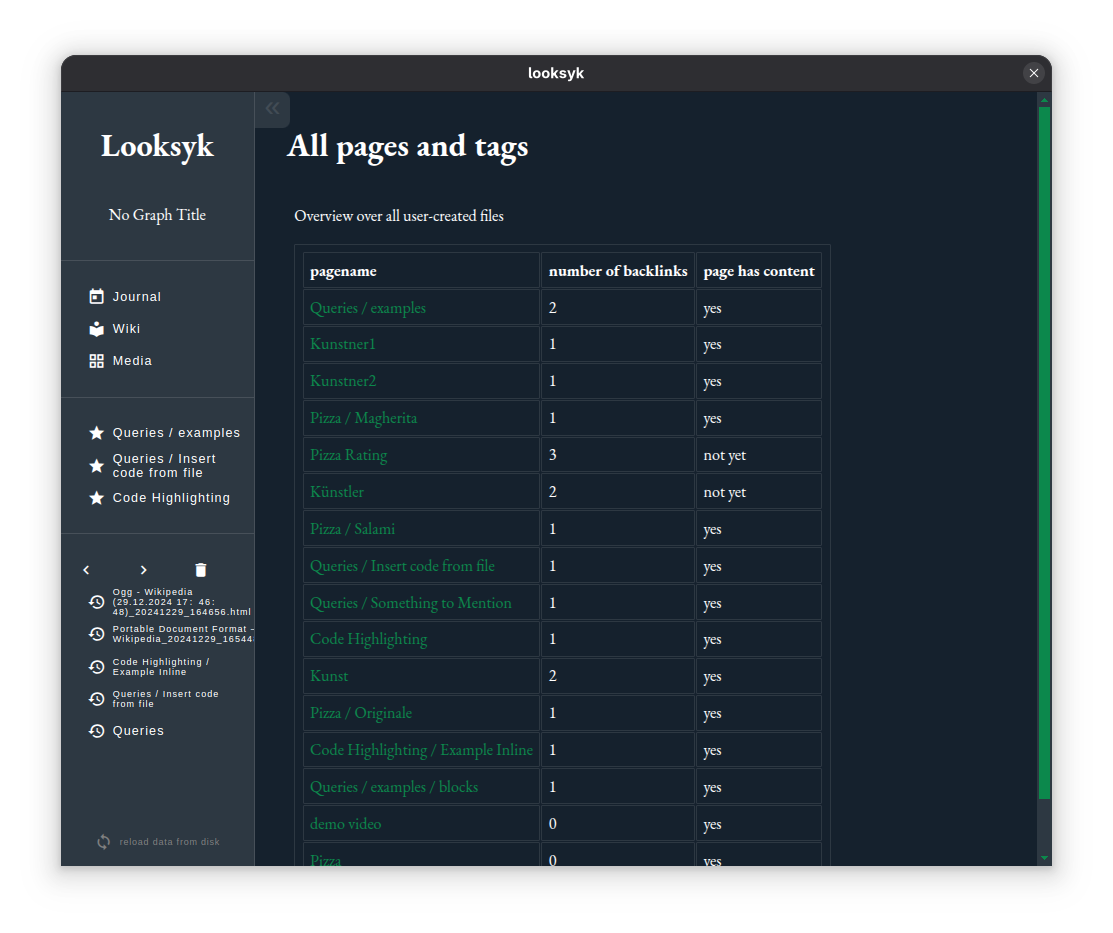 looksyk
Looksyk
No Graph Title
Journal
Wiki
Media
Queries / examples
Queries / Insert
code from file
Code Highlighting
Ogg - Wikipedia
(29.12.2024 17: 46:
48)_20241229_164656.html
Portable Document Format –
Wikipedia_20241229_16544
Code Highlighting /
Example Inline
Queries / Insert code
from file
Queries
reload data from disk
All pages and tags
Overview over all user-created files
pagename number of backlinks page has content
Queries / examples 2 yes
Kunstner1 1 yes
Kunstner2 1 yes
Pizza / Magherita 1 yes
Pizza Rating 3 not yet
Künstler 2 not yet
Pizza / Salami 1 yes
Queries / Insert code from file 1 yes
Queries / Something to Mention 1 yes
Code Highlighting 1 yes
Kunst 2 yes
Pizza / Originale 1 yes
Code Highlighting / Example Inline 1 yes
Queries / examples / blocks 1 yes
demo video 0 yes
Pizza 0 yes